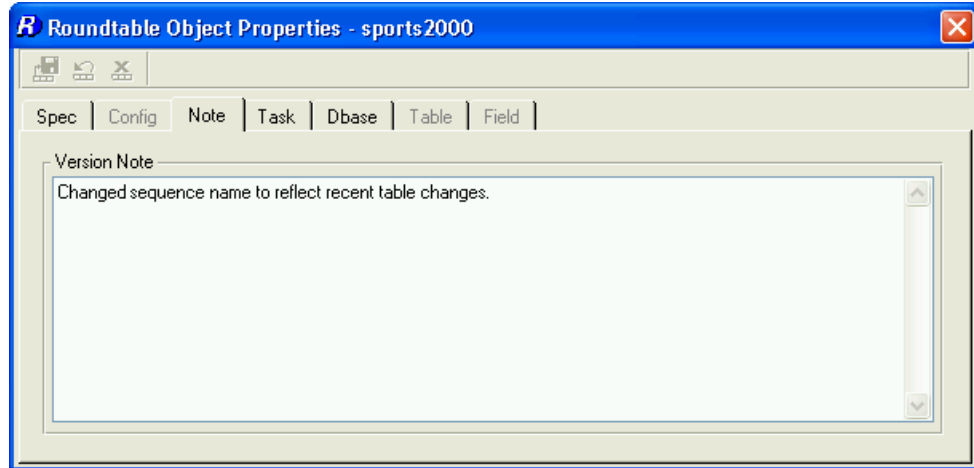 R Roundtable Object Properties - sports2000
Spec Config Note Task Dbase Table Field
Version Note
Changed sequence name to reflect recent table changes.